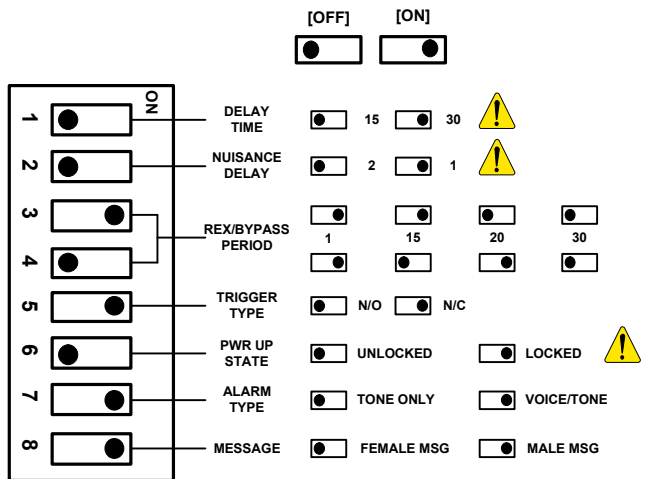 [OFF] [ON]
ON
1 DELAY 15 30
TIME
2 NUISANCE 2 1
DELAY
3 REX/BYPASS 1 15 20 30
4 PERIOD
5 TRIGGER N/O N/C
TYPE
6 PWR UP UNLOCKED LOCKED
STATE
7 ALARM TONE ONLY VOICE/TONE
TYPE
8 MESSAGE FEMALE MSG MALE MSG